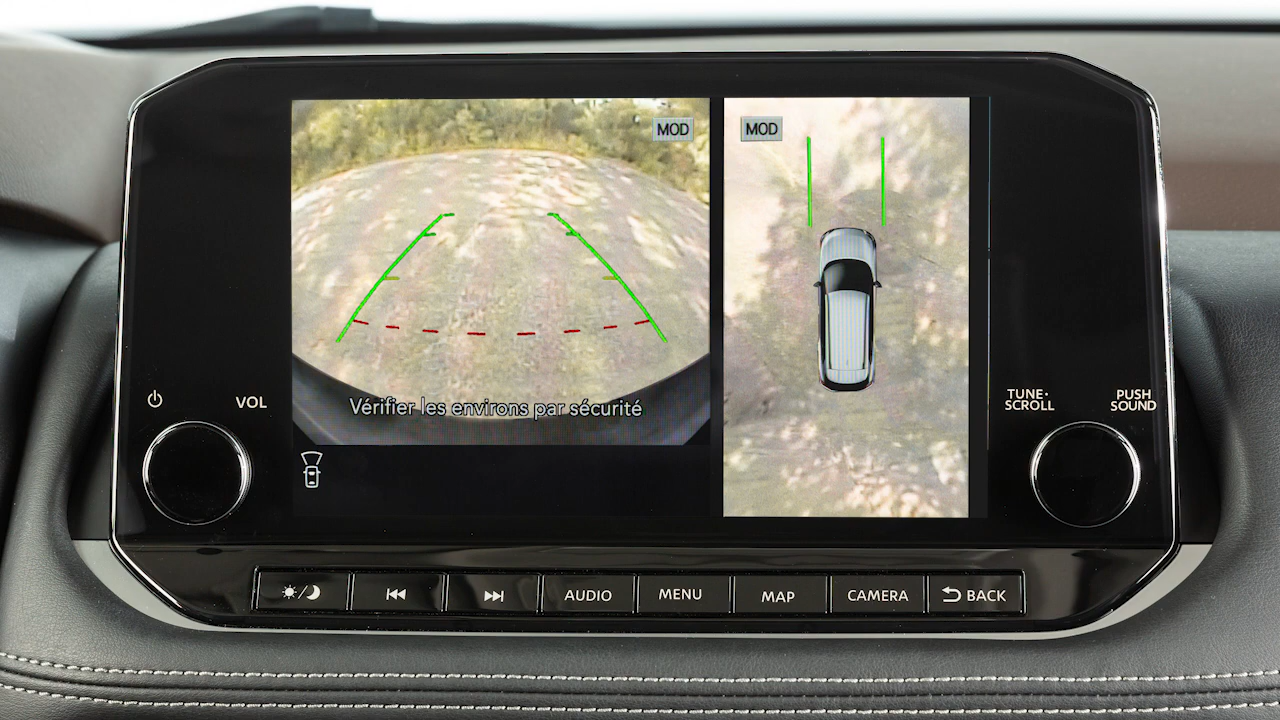 MOD
MOD
Vérifier les environs par sécurité
VOL
TUNE·
SCROLL
PUSH
SOUND
AUDIO
MENU
MAP
CAMERA
BACK